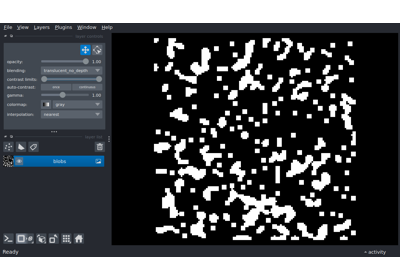 File View Layers Plugins Window Help
opacity: 1.00
blending: translucent_no_depth
contrast limits:
auto-contrast: once continuous
gamma: 1.00
colormap: gray
interpolation: nearest
blobs
Ready
activity